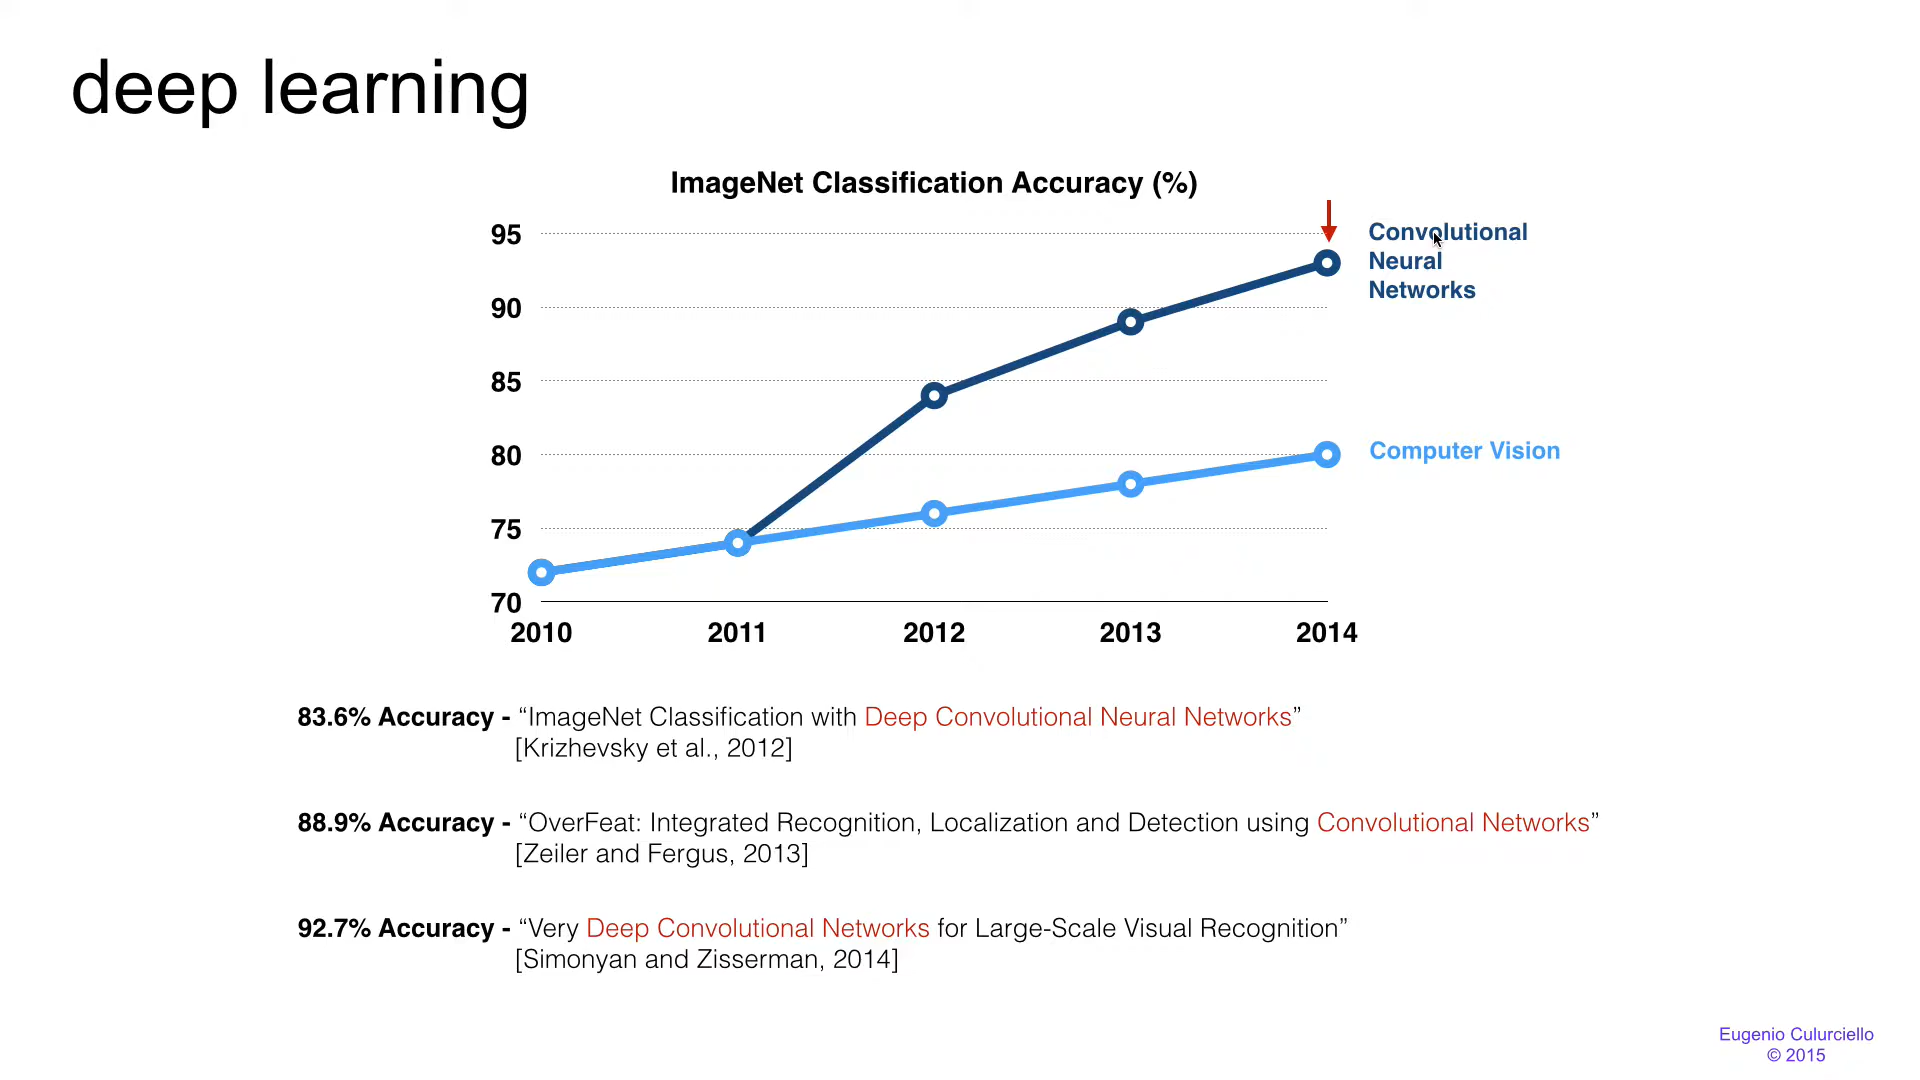 deep learning
ImageNet Classification Accuracy (%)
95
90
85
80
75
70
2010 2011 2012 2013 2014
Convolutional
Neural
Networks
Computer Vision
83.6% Accuracy - “ImageNet Classification with Deep Convolutional Neural Networks”
[Krizhevsky et al., 2012]
88.9% Accuracy - “OverFeat: Integrated Recognition, Localization and Detection using Convolutional Networks”
[Zeiler and Fergus, 2013]
92.7% Accuracy - “Very Deep Convolutional Networks for Large-Scale Visual Recognition”
[Simonyan and Zisserman, 2014]
Eugenio Culurciello
© 2015